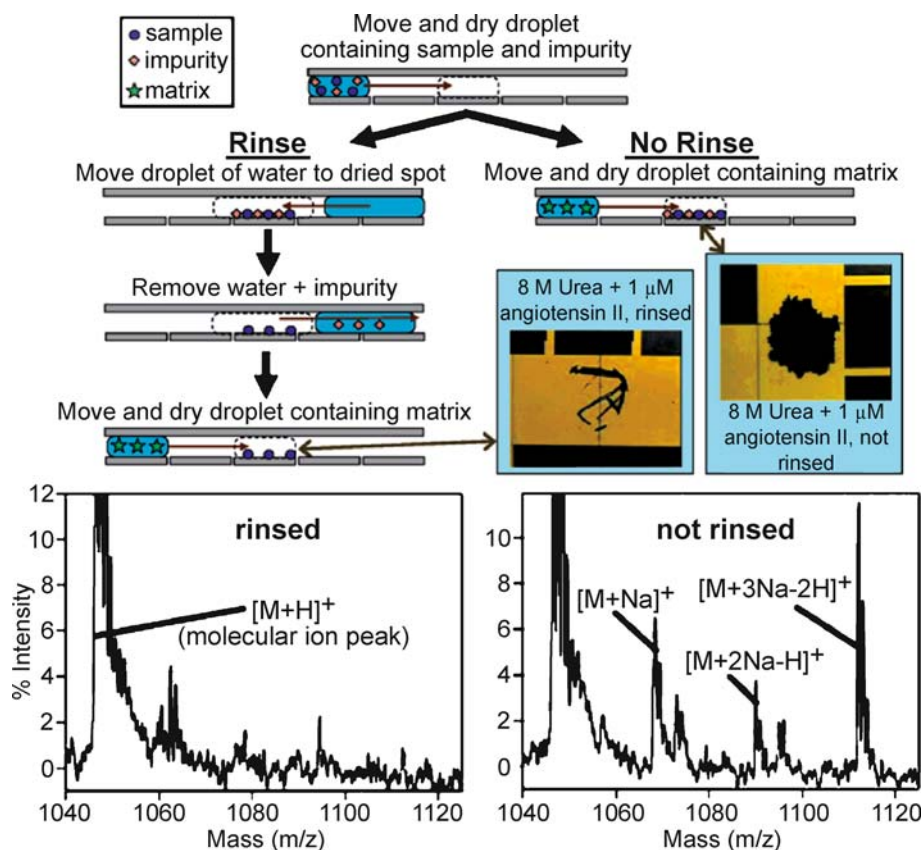 Move and dry droplet
containing sample and impurity
sample
impurity
matrix
Rinse
Move droplet of water to dried spot
No Rinse
Move and dry droplet containing matrix
Remove water + impurity
Move and dry droplet containing matrix
8 M Urea + 1 µM
angiotensin II, rinsed
8 M Urea + 1 µM
angiotensin II, not
rinsed
% Intensity
12
10
8
6
4
2
0
rinsed
[M+H]+
(molecular ion peak)
1040 1060 1080 1100 1120
Mass (m/z)
10
8
6
4
2
0
not rinsed
[M+Na]+
[M+3Na-2H]+
[M+2Na-H]+
1040 1060 1080 1100 1120
Mass (m/z)